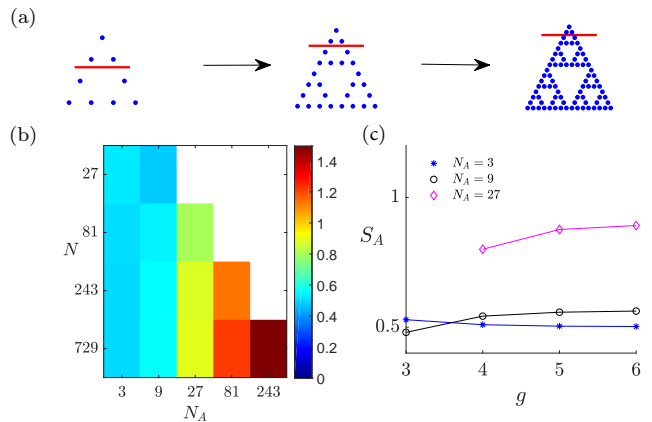 (a)
(b)
N
27
81
243
729
3 9 27 81 243
N_A
1.4
1.2
1
0.8
0.6
0.4
0.2
0
(c)
N_A = 3
N_A = 9
N_A = 27
S_A
1
0.5
3 4 5 6
g